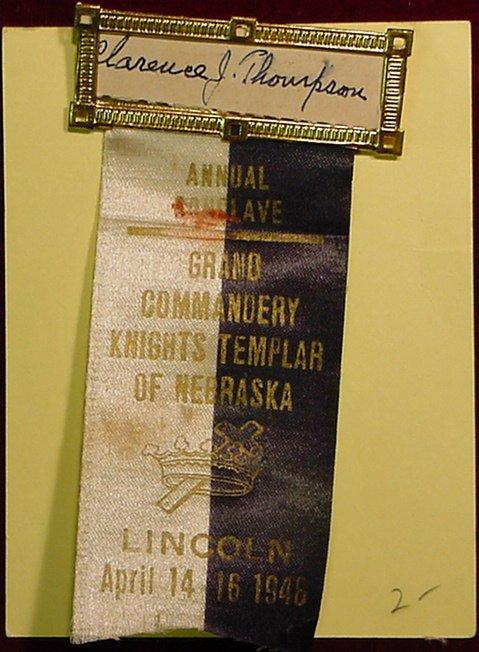 Clarence J. Thompson
ANNUAL
CONCLAVE
GRAND
COMMANDERY
KNIGHTS TEMPLAR
OF NEBRASKA
LINCOLN
April 14 16 1946
2-